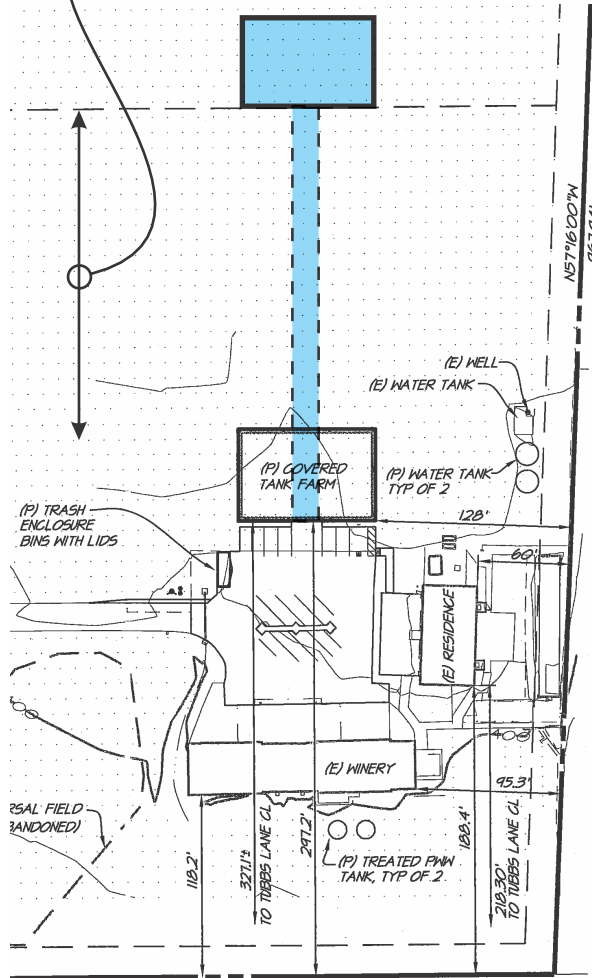 N57°16'00"W
(E) WELL
(E) WATER TANK
(P) COVERED
TANK FARM
(P) WATER TANK
TYP OF 2
(P) TRASH
ENCLOSURE
BINS WITH LIDS
128'
60'
(E) RESIDENCE
(E) WINERY
95.3'
RSAL FIELD
BANDONED)
118.2'
327.1'±
TO TUBBS LANE CL
297.2'
(P) TREATED PWW
TANK, TYP OF 2
188.4'
218.30'
TO TUBBS LANE CL